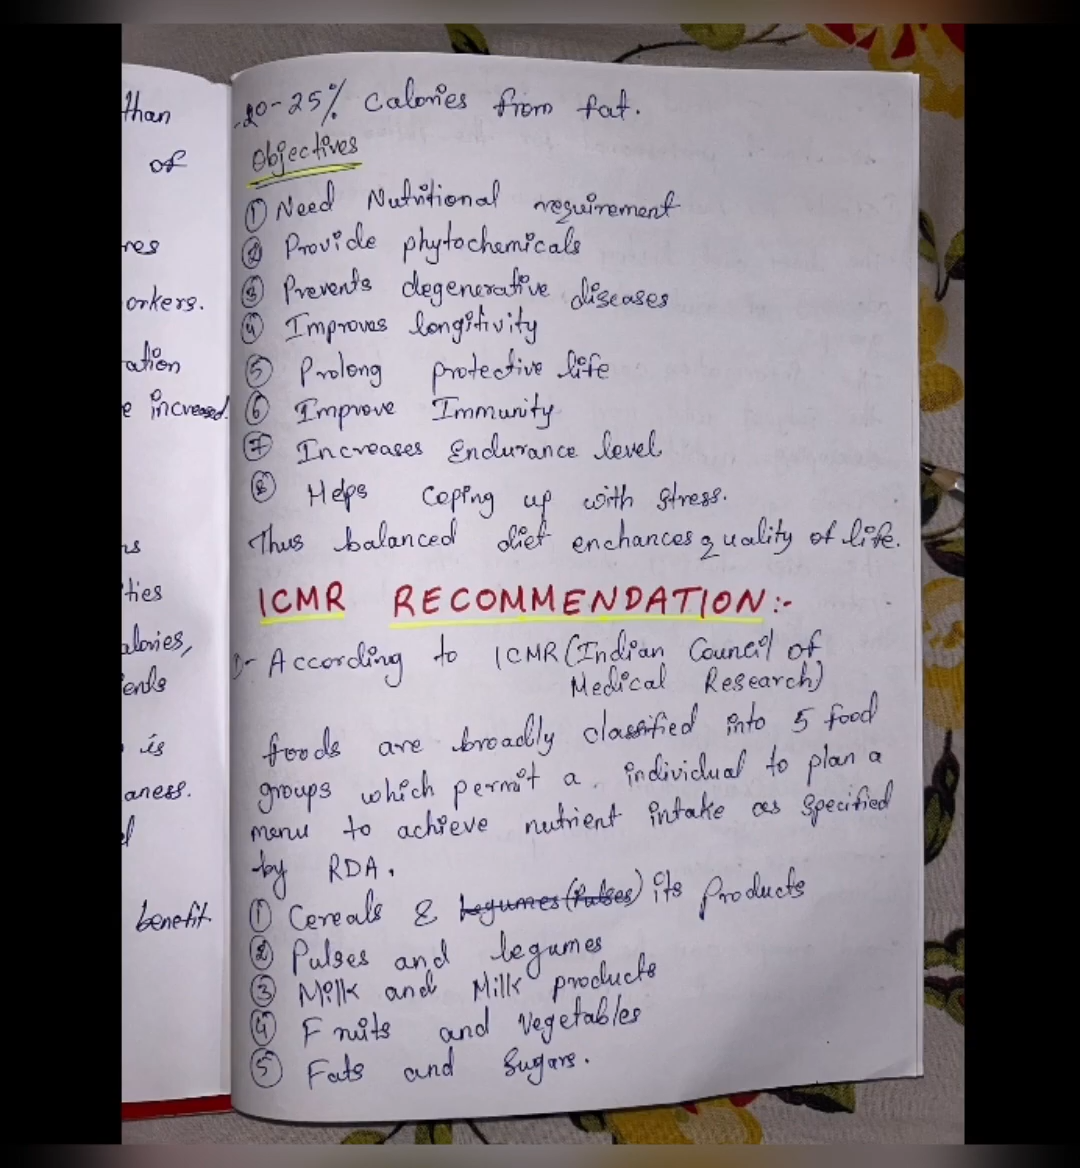 than
of
res
orkers.
ation
e increased.
ns
ties
alories,
ends
is
aness.
benefit
20-25% Calories from fat.
Objectives
① Need Nutritional requirement
② Provide phytochemicals
③ Prevents degenerative diseases
④ Improves longitivity
⑤ Prolong protective life
⑥ Improve Immunity
⑦ Increases Endurance level
⑧ Helps Coping up with stress.
Thus balanced diet enchances quality of life.
ICMR RECOMMENDATION:-
1)- According to ICMR (Indian Council of
Medical Research)
foods are broadly classified into 5 food
groups which permit a individual to plan a
menu to achieve nutrient intake as specified
by RDA.
① Cereals & Legumes (Pulses) its Products
② Pulses and legumes
③ Milk and Milk products
④ Fruits and Vegetables
⑤ Fats and Sugars.